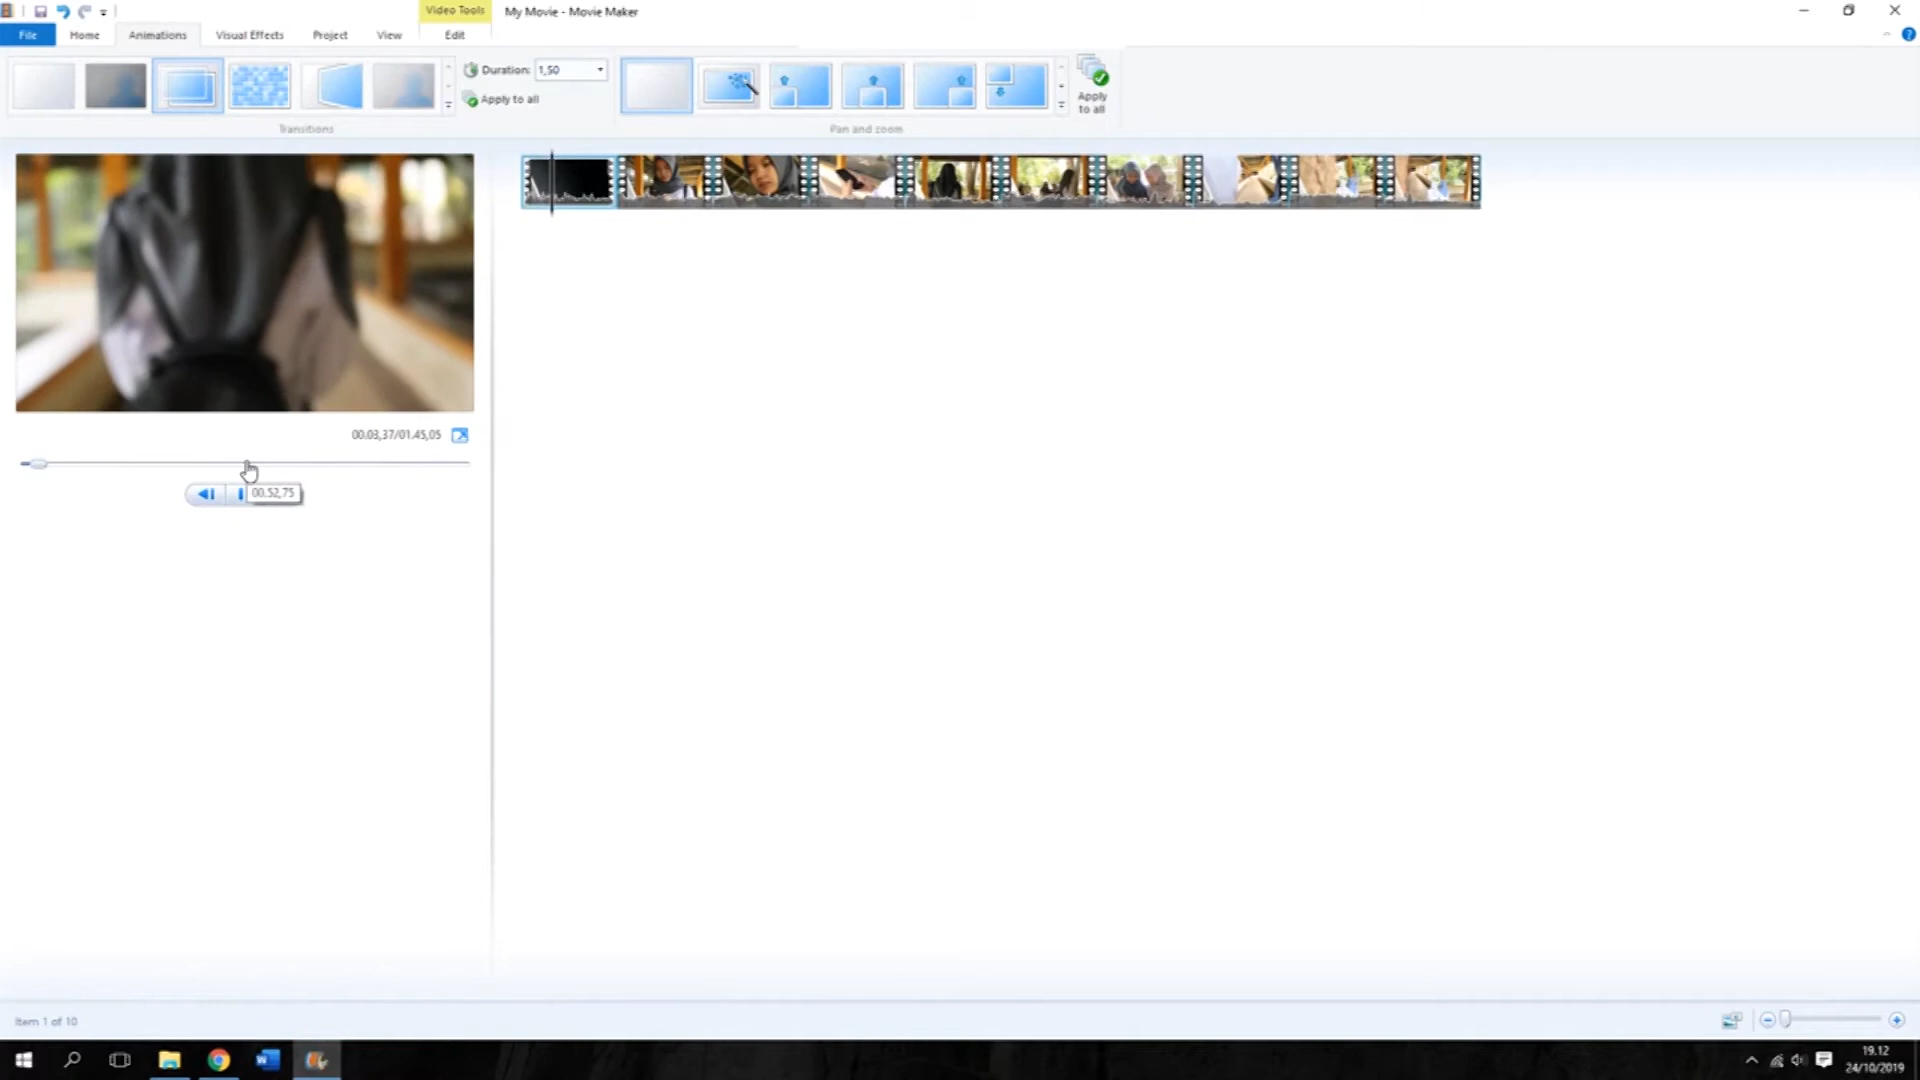 Video Tools
My Movie - Movie Maker
File
Home
Animations
Visual Effects
Project
View
Edit
Duration: 1,50
Apply to all
Transitions
Apply
to all
Pan and zoom
00.03,37/01.45,05
00.52,75
Item 1 of 10
19.12
24/10/2019